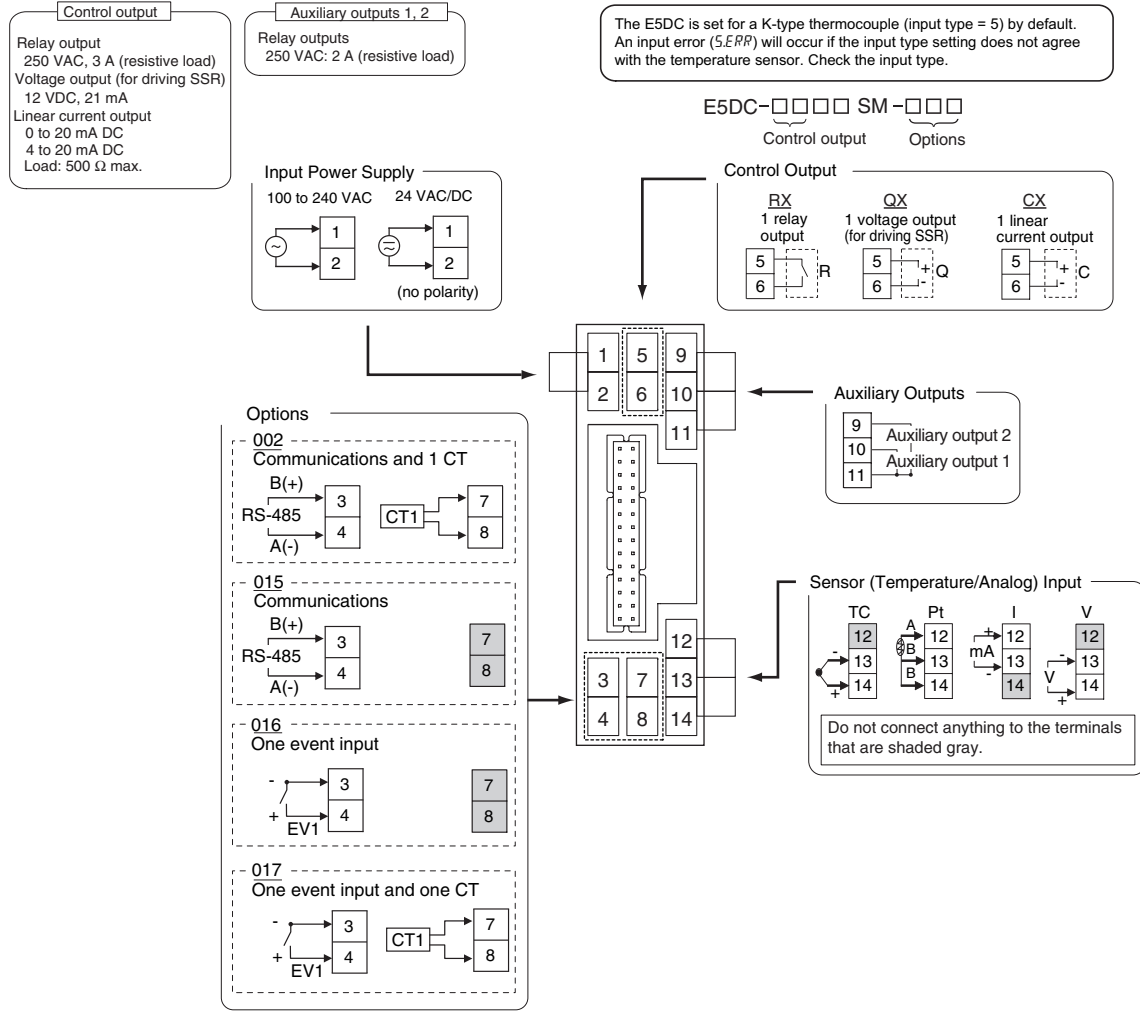 Control output
Relay output
250 VAC, 3 A (resistive load)
Voltage output (for driving SSR)
12 VDC, 21 mA
Linear current output
0 to 20 mA DC
4 to 20 mA DC
Load: 500 Ω max.
Auxiliary outputs 1, 2
Relay outputs
250 VAC: 2 A (resistive load)
The E5DC is set for a K-type thermocouple (input type = 5) by default.
An input error (S.ERR) will occur if the input type setting does not agree
with the temperature sensor. Check the input type.
E5DC-□□□□ SM -□□□
Control output
Options
Input Power Supply
100 to 240 VAC
24 VAC/DC
1
2
1
2
(no polarity)
Control Output
RX
1 relay
output
5
6
R
QX
1 voltage output
(for driving SSR)
5
6
+
-
Q
CX
1 linear
current output
5
6
+
-
C
1
5
9
2
6
10
11
12
3
7
13
4
8
14
Auxiliary Outputs
9
10
11
Auxiliary output 2
Auxiliary output 1
Options
002
Communications and 1 CT
B(+)
RS-485
A(-)
3
4
CT1
7
8
015
Communications
B(+)
RS-485
A(-)
3
4
7
8
016
One event input
-
+
EV1
3
4
7
8
017
One event input and one CT
-
+
EV1
3
4
CT1
7
8
Sensor (Temperature/Analog) Input
TC
-
+
12
13
14
Pt
A
B
B
12
13
14
I
+
mA
-
12
13
14
V
-
V
+
12
13
14
Do not connect anything to the terminals
that are shaded gray.